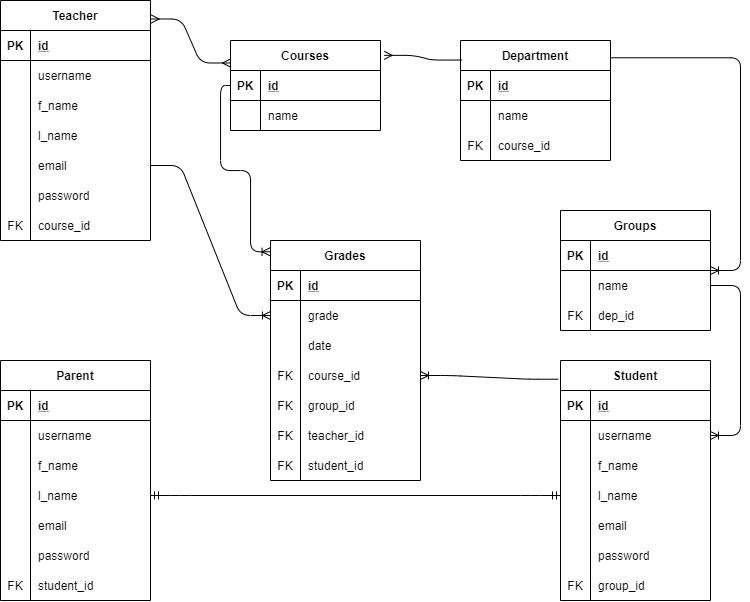 Teacher
PK id
username
f_name
l_name
email
password
FK course_id
Courses
PK id
name
Department
PK id
name
FK course_id
Groups
PK id
name
FK dep_id
Grades
PK id
grade
date
FK course_id
FK group_id
FK teacher_id
FK student_id
Parent
PK id
username
f_name
l_name
email
password
FK student_id
Student
PK id
username
f_name
l_name
email
password
FK group_id